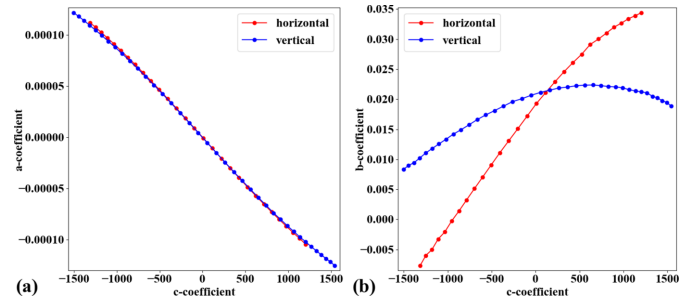 horizontal
vertical
0.00010
0.00005
0.00000
−0.00005
−0.00010
a-coefficient
−1500 −1000 −500 0 500 1000 1500
c-coefficient
(a)
horizontal
vertical
0.035
0.030
0.025
0.020
0.015
0.010
0.005
0.000
−0.005
b-coefficient
−1500 −1000 −500 0 500 1000 1500
c-coefficient
(b)